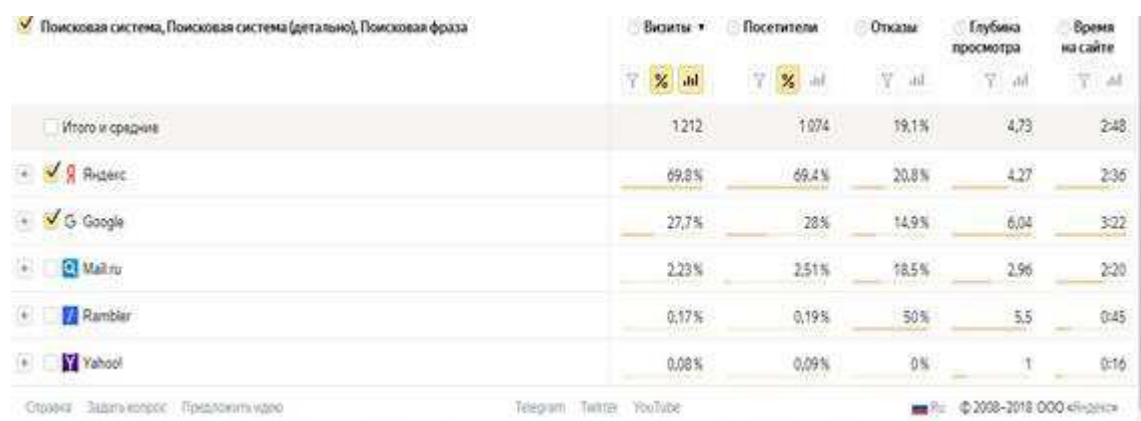 Поисковая система, Поисковая система (детально), Поисковая фраза Визиты ▼ Посетители Отказы Глубина просмотра Время на сайте
% %
Итого и средние 1 212 1 074 19,1% 4,73 2:48
Яндекс 69,8% 69,4% 20,8% 4,27 2:36
Google 27,7% 28% 14,9% 6,04 3:22
Mail.ru 2,23% 2,51% 18,5% 2,96 2:20
Rambler 0,17% 0,19% 50% 5,5 0:45
Yahoo! 0,08% 0,09% 0% 1 0:16
Справка Задать вопрос Предложить идею Telegram Twitter YouTube Ru © 2008–2018 ООО «Яндекс»